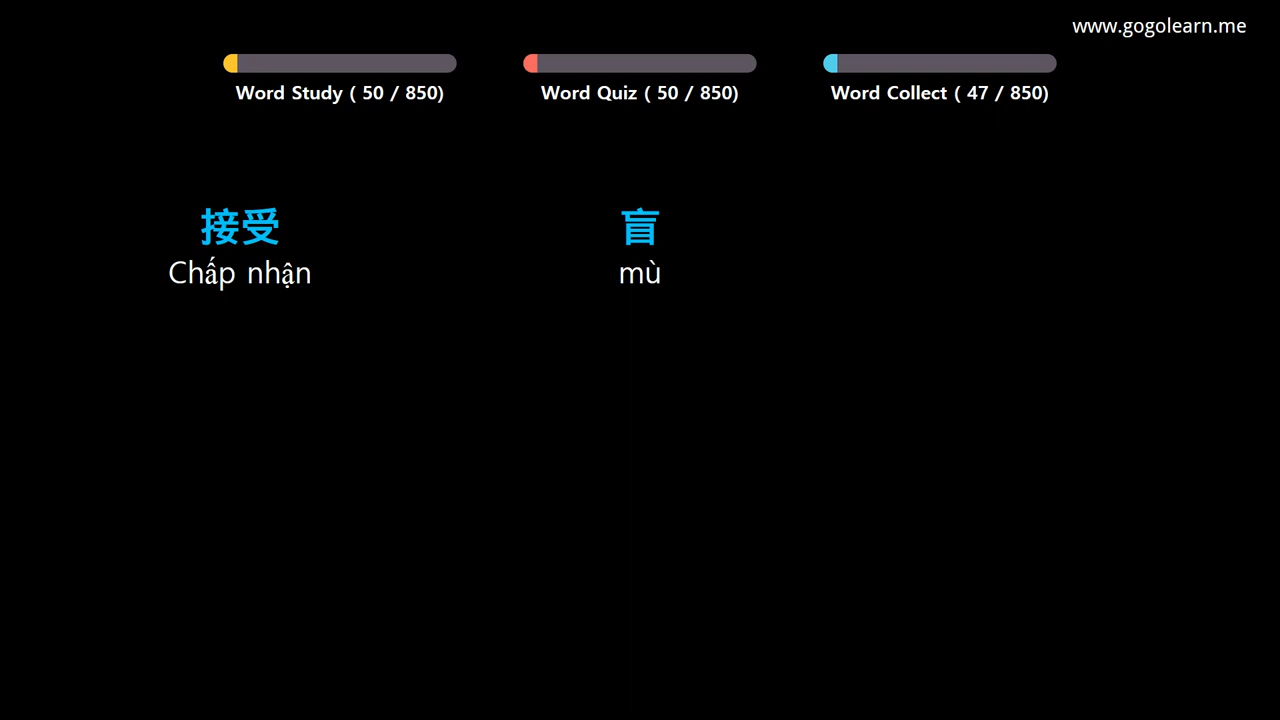 www.gogolearn.me
Word Study ( 50 / 850)
Word Quiz ( 50 / 850)
Word Collect ( 47 / 850)
接受
Chấp nhận
盲
mù